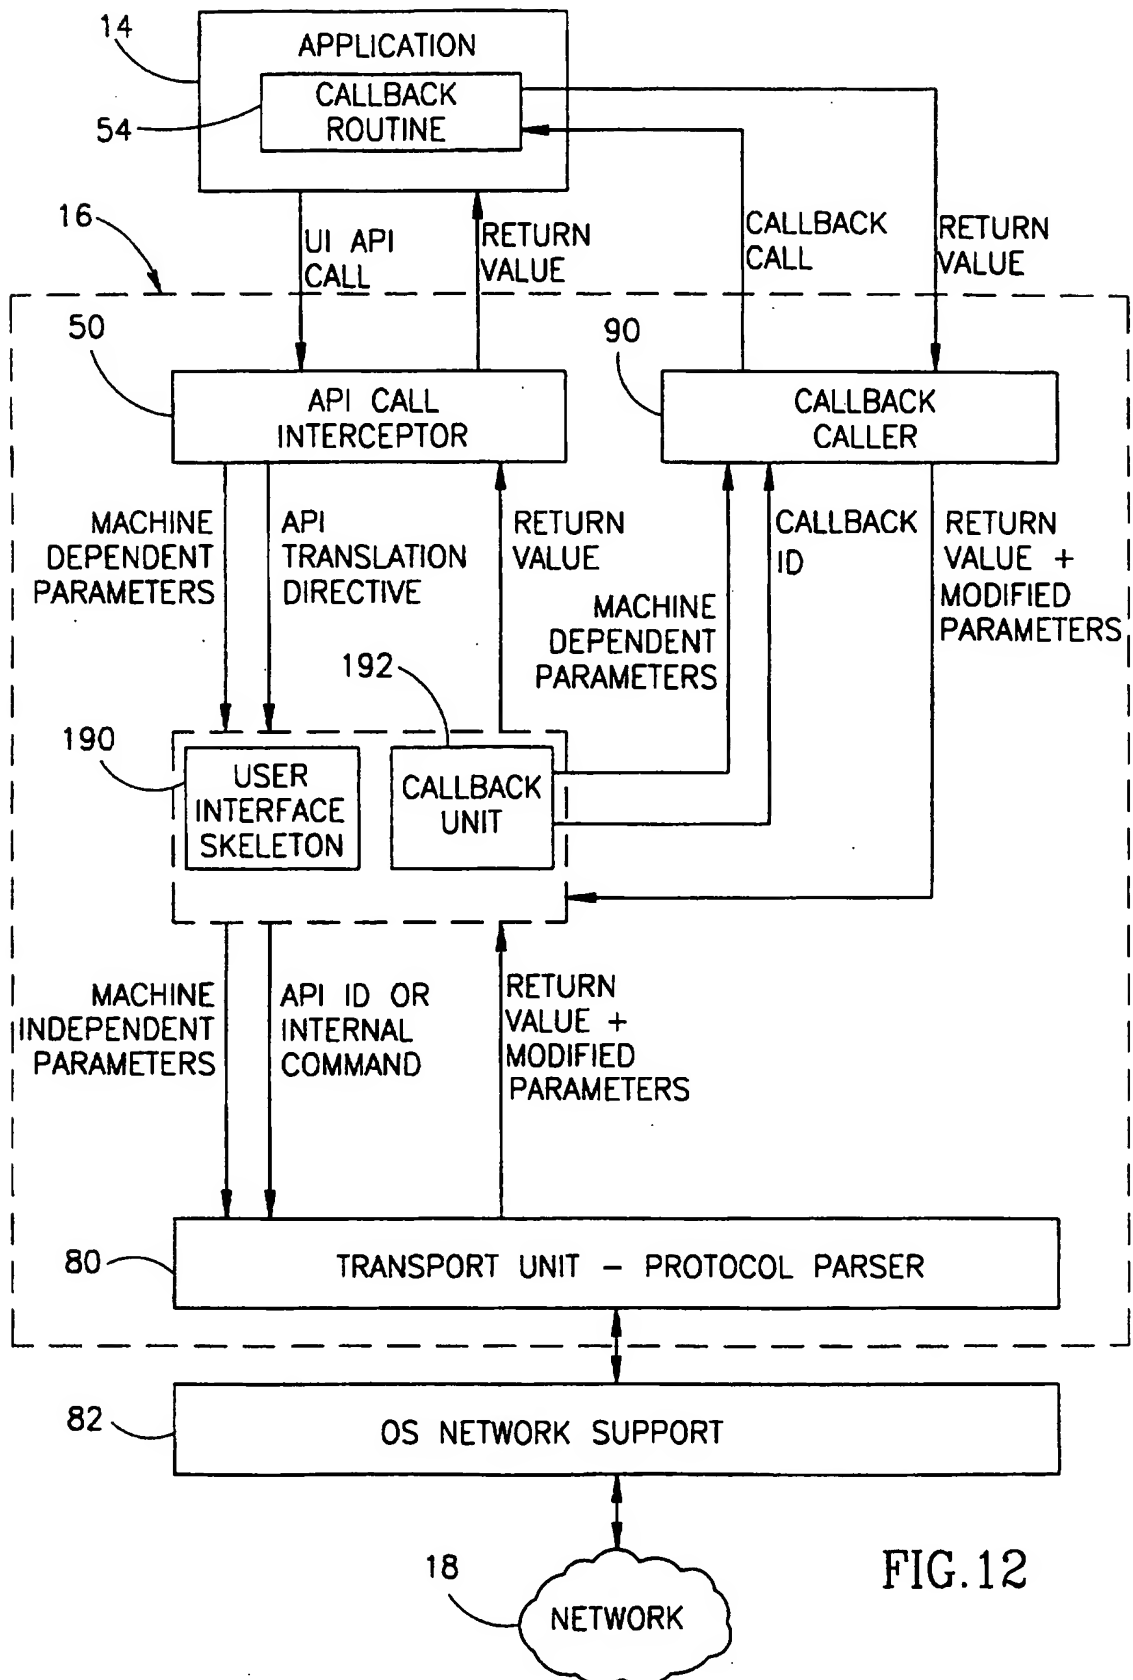 14
APPLICATION
CALLBACK
ROUTINE
54
16
UI API
CALL
RETURN
VALUE
CALLBACK
CALL
RETURN
VALUE
50
API CALL
INTERCEPTOR
90
CALLBACK
CALLER
MACHINE
DEPENDENT
PARAMETERS
API
TRANSLATION
DIRECTIVE
RETURN
VALUE
MACHINE
DEPENDENT
PARAMETERS
CALLBACK
ID
RETURN
VALUE +
MODIFIED
PARAMETERS
190
USER
INTERFACE
SKELETON
192
CALLBACK
UNIT
MACHINE
INDEPENDENT
PARAMETERS
API ID OR
INTERNAL
COMMAND
RETURN
VALUE +
MODIFIED
PARAMETERS
80
TRANSPORT UNIT – PROTOCOL PARSER
82
OS NETWORK SUPPORT
18
NETWORK
FIG.12